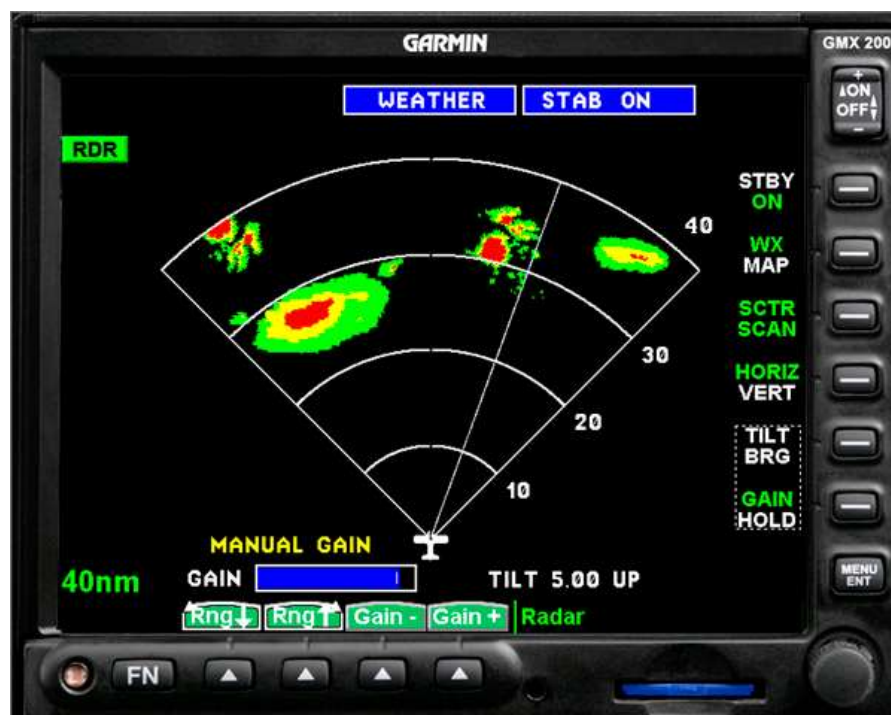 GARMIN
GMX 200
WEATHER
STAB ON
+
ON
OFF
−
RDR
STBY
ON
40
WX
MAP
SCTR
SCAN
30
HORIZ
VERT
20
TILT
BRG
10
GAIN
HOLD
MANUAL GAIN
40nm
GAIN
TILT 5.00 UP
MENU
ENT
Rng↓
Rng↑
Gain -
Gain +
Radar
FN